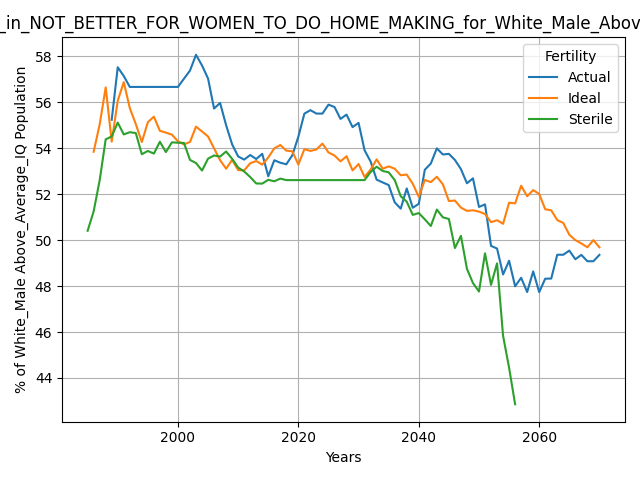 _in_NOT_BETTER_FOR_WOMEN_TO_DO_HOME_MAKING_for_White_Male_Abov
% of White_Male Above_Average_IQ Population
58
56
54
52
50
48
46
44
Fertility
Actual
Ideal
Sterile
2000
2020
2040
2060
Years